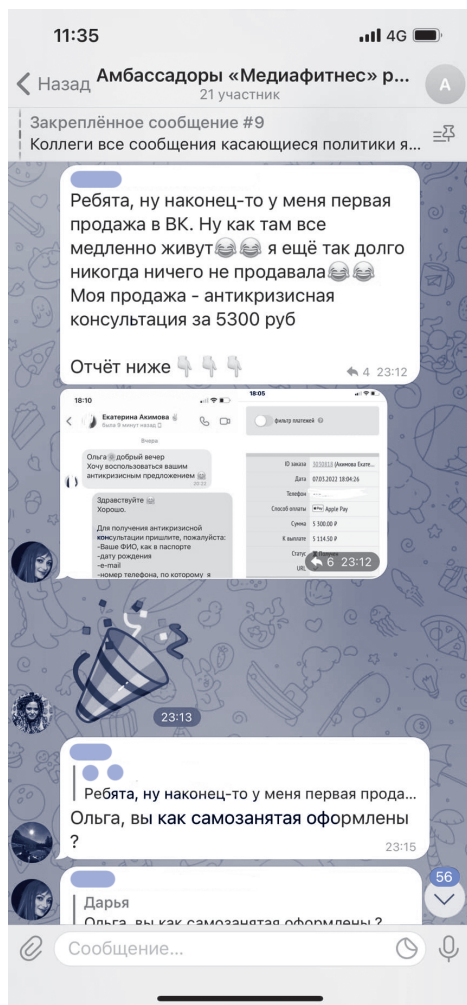 11:35
4G
Назад
Амбассадоры «Медиафитнес» р...
21 участник
А
Закреплённое сообщение #9
Коллеги все сообщения касающиеся политики я...
Ребята, ну наконец-то у меня первая
продажа в ВК. Ну как там все
медленно живут😂😂 я ещё так долго
никогда ничего не продавала😂😂
Моя продажа - антикризисная
консультация за 5300 руб
Отчёт ниже👇👇👇
4 23:12
18:10
Екатерина Акимова
была 9 минут назад
Вчера
Ольга добрый вечер
Хочу воспользоваться вашим
антикризисным предложением
Здравствуйте
Хорошо.
Для получения антикризисной
консультации пришлите, пожалуйста:
-Ваше ФИО, как в паспорте
-дату рождения
-e-mail
-номер телефона, по которому я
18:05
фильтр платежей
ID заказа
(Акимова Екате...
Дата 07.03.2022 18:04:26
Телефон
Способ оплаты Apple Pay
Сумма 5 300.00 ₽
К выплате 5 114.50 ₽
Статус
URL
6 23:12
23:13
Ребята, ну наконец-то у меня первая прода...
Ольга, вы как самозанятая оформлены
?
23:15
56
Дарья
Ольга, вы как самозанятая оформлены ?
Сообщение...